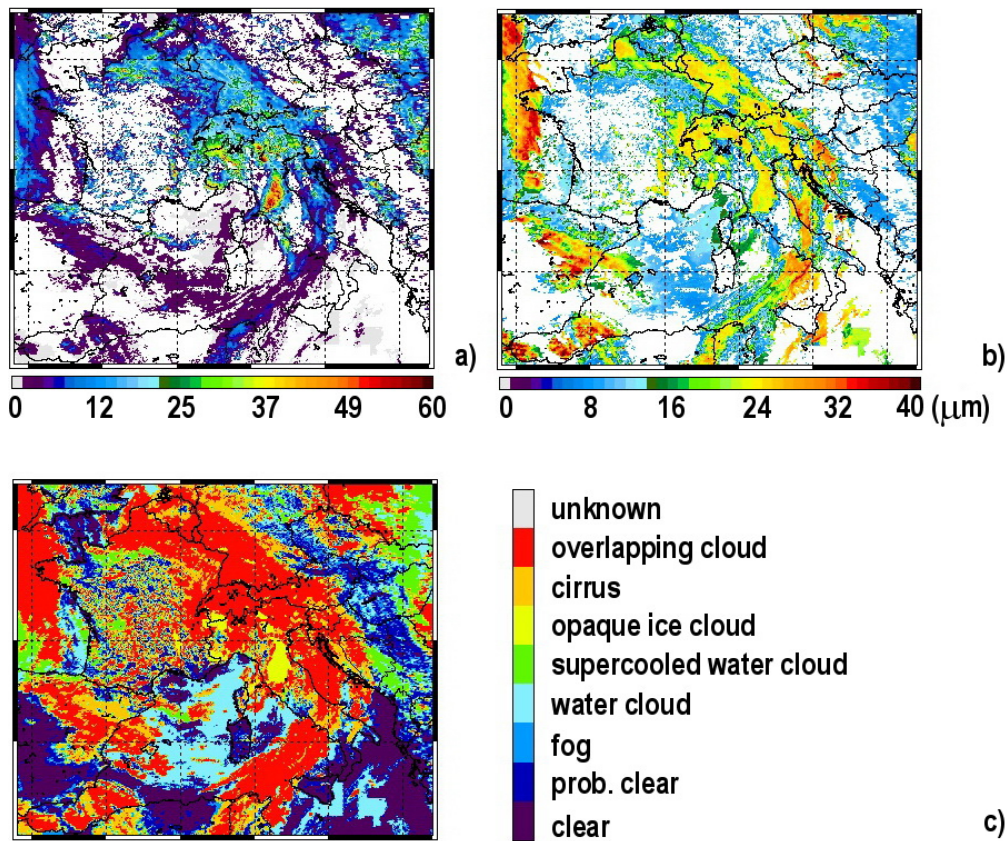 a)
b)
0 12 25 37 49 60
0 8 16 24 32 40 (μm)
unknown
overlapping cloud
cirrus
opaque ice cloud
supercooled water cloud
water cloud
fog
prob. clear
clear
c)